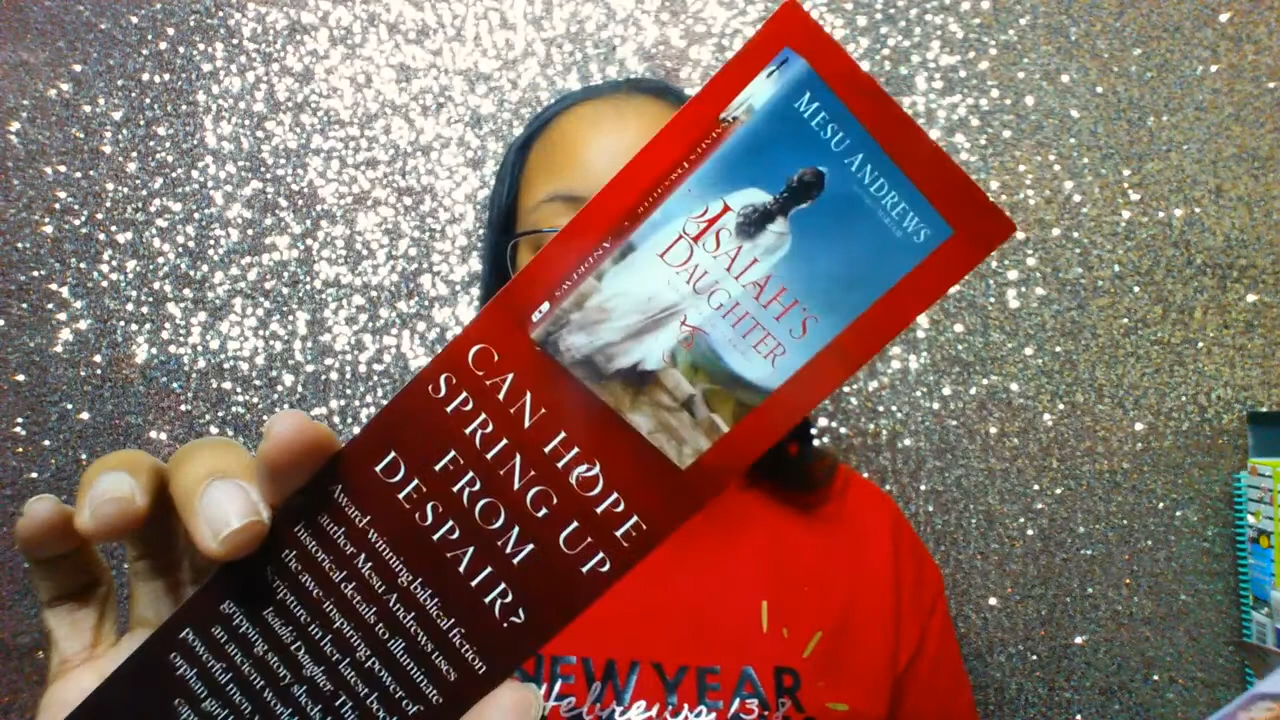 MESU ANDREWS
ISAIAH'S
DAUGHTER
ANDREWS
CAN HOPE
SPRING UP
FROM
DESPAIR?
Award-winning biblical fiction
author Mesu Andrews uses
historical details to illuminate
the awe-inspiring power of
scripture in her latest book
Isaiah's Daughter. This
gripping story sheds
an ancient world
powerful men,
orphan girl
NEW YEAR
Hebrews 13:8